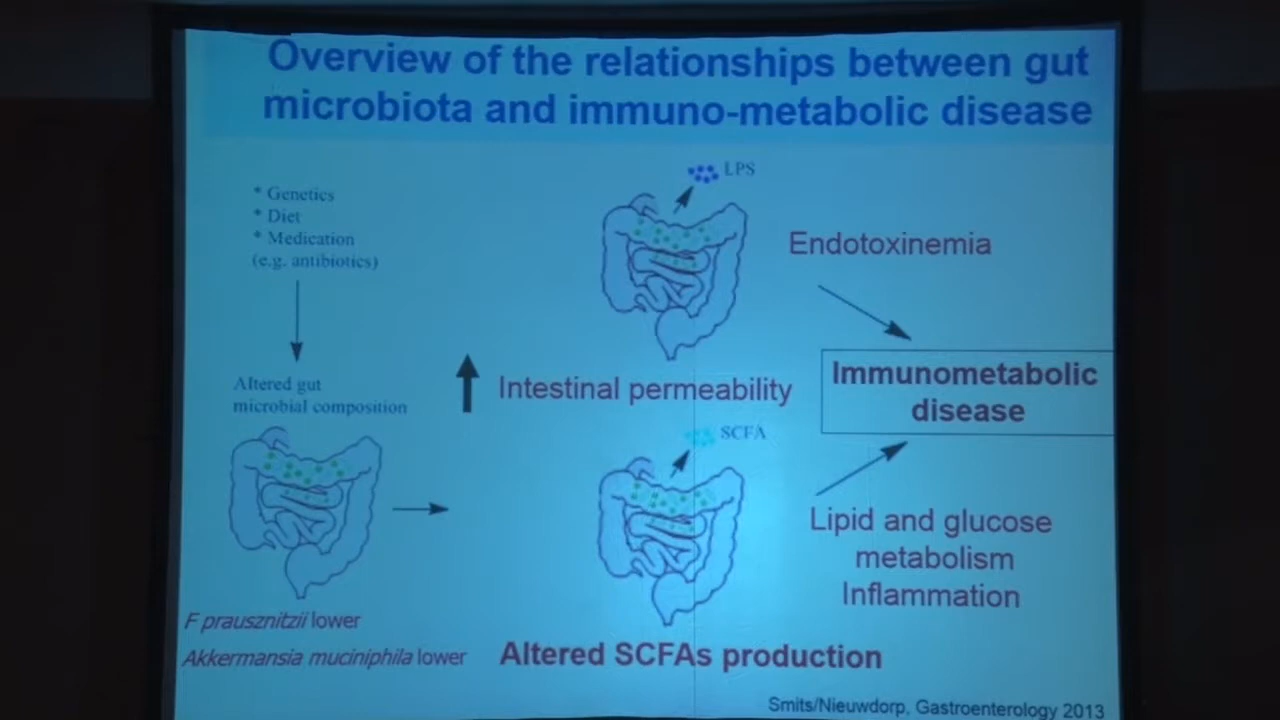 Overview of the relationships between gut
microbiota and immuno-metabolic disease
* Genetics
* Diet
* Medication
(e.g. antibiotics)
LPS
Endotoxinemia
Altered gut
microbial composition
Intestinal permeability
Immunometabolic
disease
SCFA
Lipid and glucose
metabolism
Inflammation
F prausznitzii lower
Akkermansia muciniphila lower
Altered SCFAs production
Smits/Nieuwdorp, Gastroenterology 2013